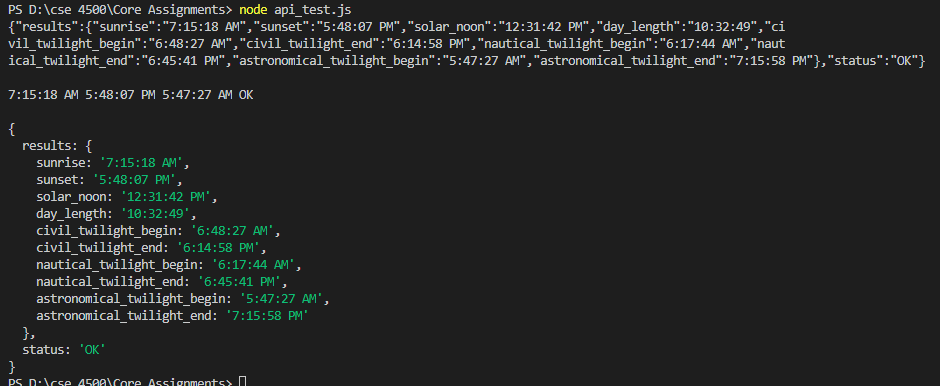 PS D:\cse 4500\Core Assignments> node api_test.js
{"results":{"sunrise":"7:15:18 AM","sunset":"5:48:07 PM","solar_noon":"12:31:42 PM","day_length":"10:32:49","ci
vil_twilight_begin":"6:48:27 AM","civil_twilight_end":"6:14:58 PM","nautical_twilight_begin":"6:17:44 AM","naut
ical_twilight_end":"6:45:41 PM","astronomical_twilight_begin":"5:47:27 AM","astronomical_twilight_end":"7:15:58 PM"},"status":"OK"}
7:15:18 AM 5:48:07 PM 5:47:27 AM OK
{
  results: {
    sunrise: '7:15:18 AM',
    sunset: '5:48:07 PM',
    solar_noon: '12:31:42 PM',
    day_length: '10:32:49',
    civil_twilight_begin: '6:48:27 AM',
    civil_twilight_end: '6:14:58 PM',
    nautical_twilight_begin: '6:17:44 AM',
    nautical_twilight_end: '6:45:41 PM',
    astronomical_twilight_begin: '5:47:27 AM',
    astronomical_twilight_end: '7:15:58 PM'
  },
  status: 'OK'
}
PS D:\cse 4500\Core Assignments>